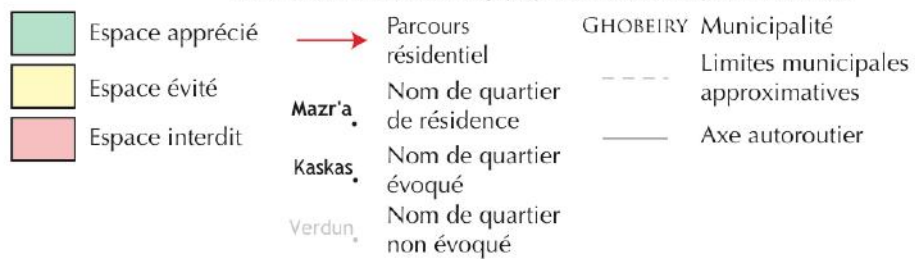 Espace apprécié
Espace évité
Espace interdit
Parcours
résidentiel
Mazr'a
Nom de quartier
de résidence
Kaskas
Nom de quartier
évoqué
Verdun
Nom de quartier
non évoqué
GHOBEIRY Municipalité
Limites municipales
approximatives
Axe autoroutier